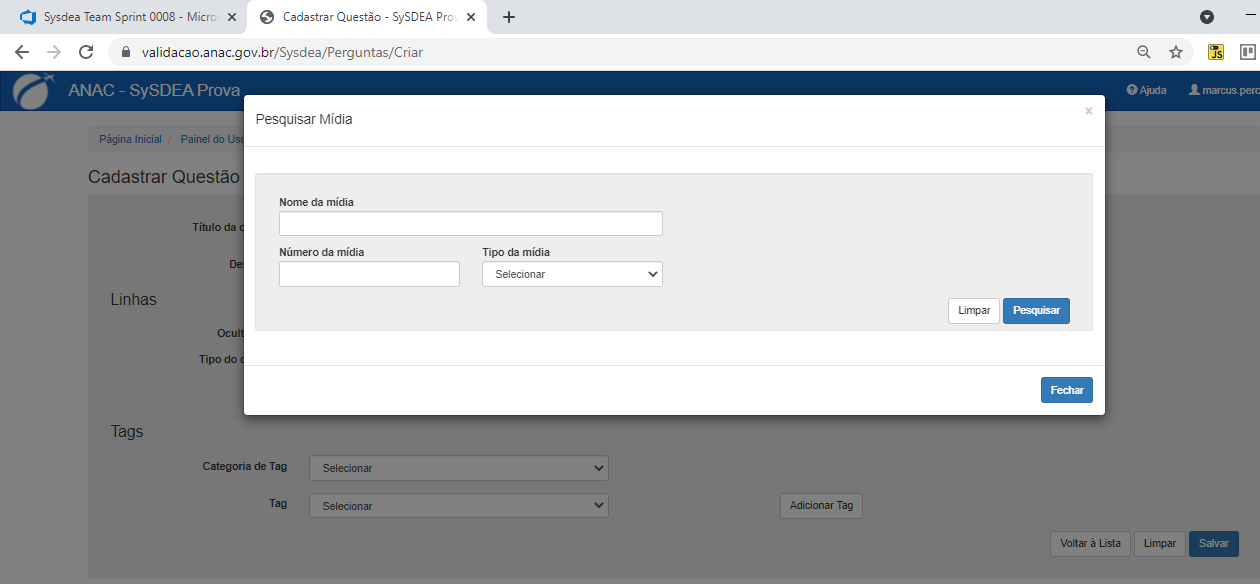 Sysdea Team Sprint 0008 - Micro
Cadastrar Questão - SySDEA Prov
validacao.anac.gov.br/Sysdea/Perguntas/Criar
JS
ANAC - SySDEA Prova
Ajuda
marcus.perc
Página Inicial / Painel do Usu
Cadastrar Questão
Pesquisar Mídia
×
Nome da mídia
Número da mídia
Tipo da mídia
Selecionar
Limpar
Pesquisar
Fechar
Título da c
Des
Linhas
Ocult
Tipo do c
Tags
Categoria de Tag
Selecionar
Tag
Selecionar
Adicionar Tag
Voltar à Lista
Limpar
Salvar